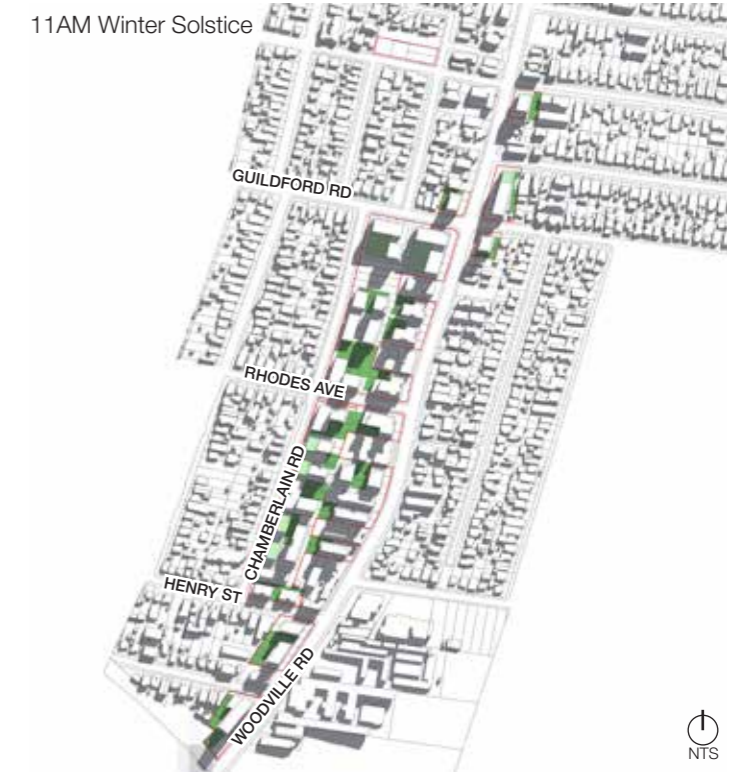 11AM Winter Solstice
GUILDFORD RD
RHODES AVE
CHAMBERLAIN RD
HENRY ST
WOODVILLE RD
NTS